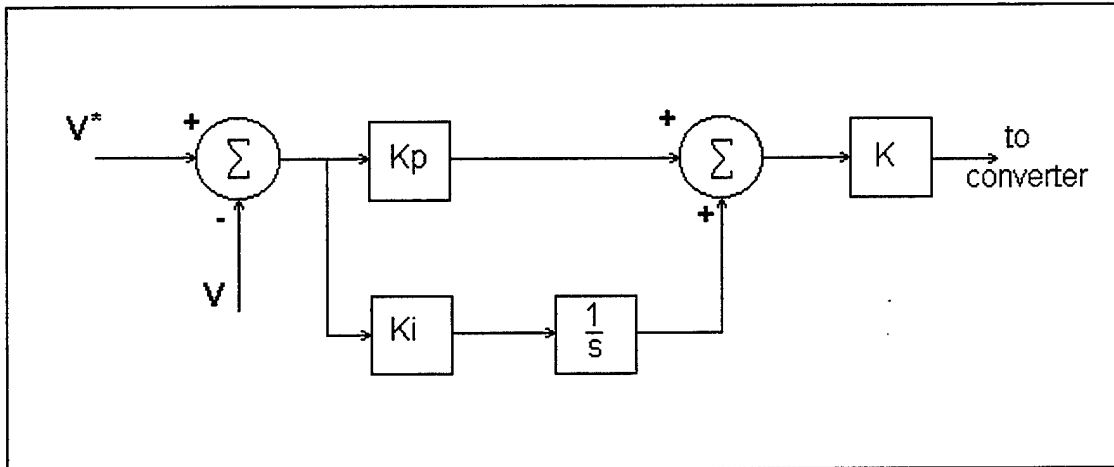 V*
+
Σ
-
V
Kp
Ki
1
s
+
+
Σ
K
to
converter